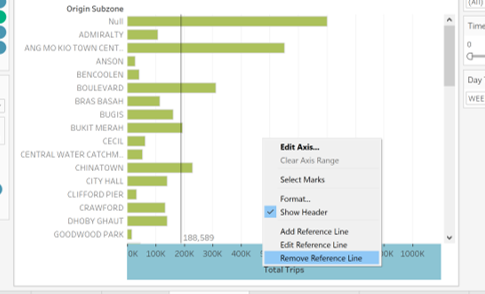 Origin Subzone
Null
ADMIRALTY
ANG MO KIO TOWN CENT..
ANSON
BENCOOLEN
BOULEVARD
BRAS BASAH
BUGIS
BUKIT MERAH
CECIL
CENTRAL WATER CATCHM..
CHINATOWN
CITY HALL
CLIFFORD PIER
CRAWFORD
DHOBY GHAUT
GOODWOOD PARK
188,589
0K 100K 200K 300K 400K
1000K
Total Trips
Edit Axis...
Clear Axis Range
Select Marks
Format...
Show Header
Add Reference Line
Edit Reference Line
Remove Reference Line
(All)
Time
0
Day
WEE